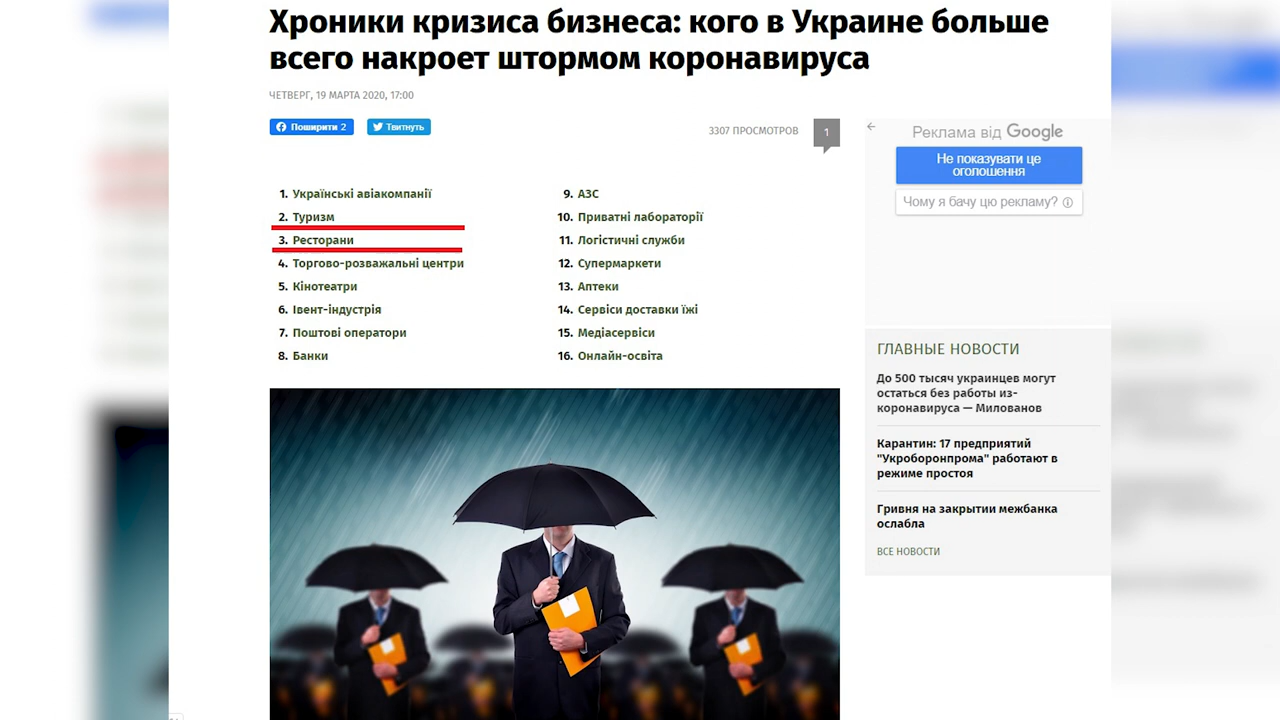 Хроники кризиса бизнеса: кого в Украине больше
всего накроет штормом коронавируса
ЧЕТВЕРГ, 19 МАРТА 2020, 17:00
Поширити 2
Твитнуть
3307 ПРОСМОТРОВ
1
1. Українські авіакомпанії
2. Туризм
3. Ресторани
4. Торгово-розважальні центри
5. Кінотеатри
6. Івент-індустрія
7. Поштові оператори
8. Банки
9. АЗС
10. Приватні лабораторії
11. Логістичні служби
12. Супермаркети
13. Аптеки
14. Сервіси доставки їжі
15. Медіасервіси
16. Онлайн-освіта
Реклама від Google
Не показувати це
оголошення
Чому я бачу цю рекламу?
ГЛАВНЫЕ НОВОСТИ
До 500 тысяч украинцев могут
остаться без работы из-
коронавируса — Милованов
Карантин: 17 предприятий
"Укроборонпрома" работают в
режиме простоя
Гривня на закрытии межбанка
ослабла
ВСЕ НОВОСТИ